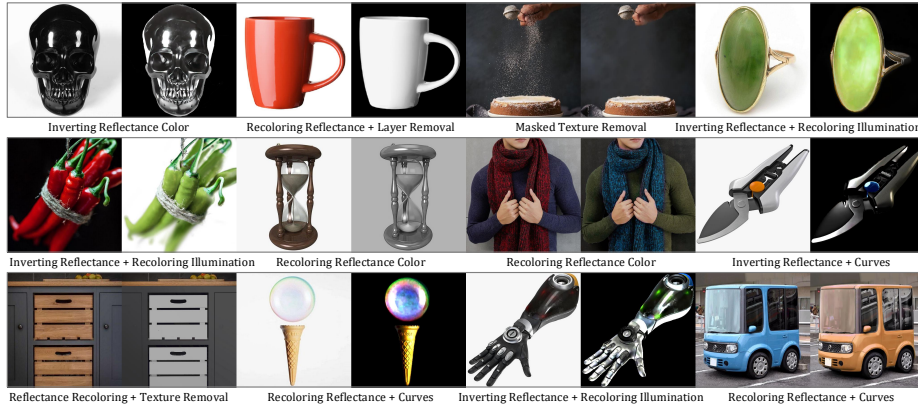 Inverting Reflectance Color
Recoloring Reflectance + Layer Removal
Masked Texture Removal
Inverting Reflectance + Recoloring Illumination
Inverting Reflectance + Recoloring Illumination
Recoloring Reflectance Color
Recoloring Reflectance Color
Inverting Reflectance + Curves
Reflectance Recoloring + Texture Removal
Recoloring Reflectance + Curves
Inverting Reflectance + Recoloring Illumination
Recoloring Reflectance + Curves